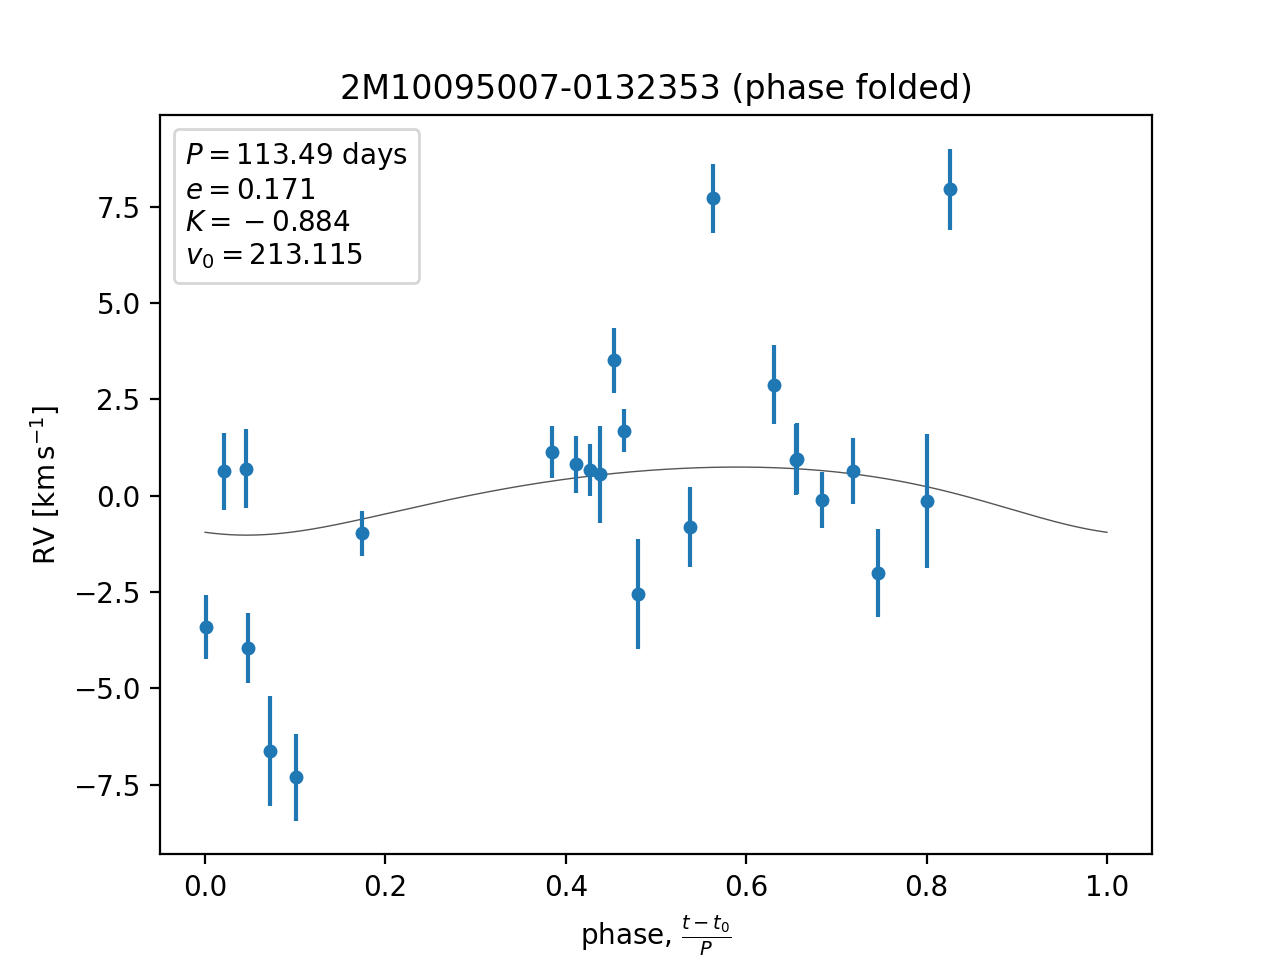 2M10095007-0132353 (phase folded)
P = 113.49 days
e = 0.171
K = −0.884
v₀ = 213.115
7.5
5.0
2.5
0.0
−2.5
−5.0
−7.5
RV [km s⁻¹]
0.0 0.2 0.4 0.6 0.8 1.0
phase, (t − t₀)/P